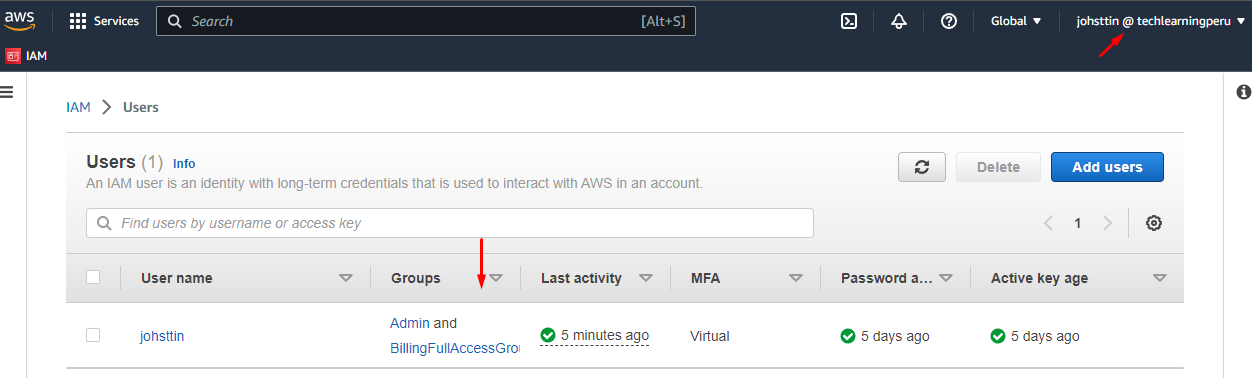 aws Services Search [Alt+S] Global johsttin @ techlearningperu
IAM
IAM > Users
Users (1) Info
Delete Add users
An IAM user is an identity with long-term credentials that is used to interact with AWS in an account.
Find users by username or access key
1
User name Groups Last activity MFA Password a... Active key age
johsttin Admin and 5 minutes ago Virtual 5 days ago 5 days ago
BillingFullAccessGrou